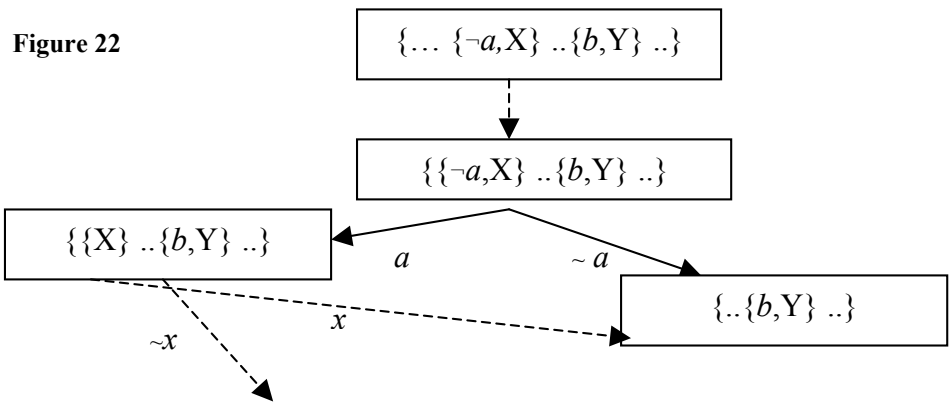 Figure 22
{... {¬a,X} ..{b,Y} ..}
{{¬a,X} ..{b,Y} ..}
{{X} ..{b,Y} ..}
a
~ a
{..{b,Y} ..}
x
~x